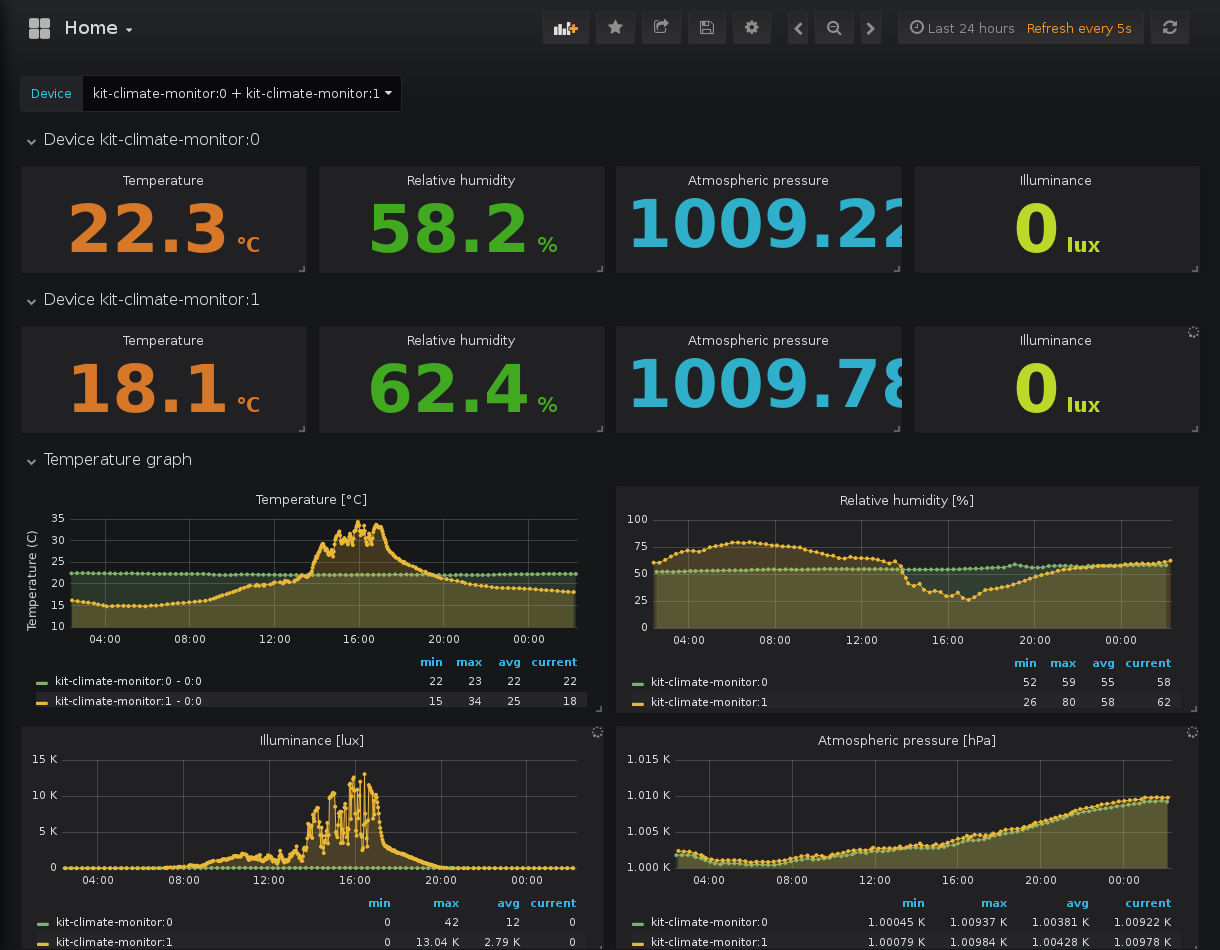 Home
Last 24 hours Refresh every 5s
Device kit-climate-monitor:0 + kit-climate-monitor:1
Device kit-climate-monitor:0
Temperature Relative humidity Atmospheric pressure Illuminance
22.3 °C 58.2 % 1009.22 0 lux
Device kit-climate-monitor:1
Temperature Relative humidity Atmospheric pressure Illuminance
18.1 °C 62.4 % 1009.78 0 lux
Temperature graph
Temperature [°C]
Temperature (C)
35
30
25
20
15
10
04:00 08:00 12:00 16:00 20:00 00:00
min max avg current
kit-climate-monitor:0 - 0:0 22 23 22 22
kit-climate-monitor:1 - 0:0 15 34 25 18
Relative humidity [%]
100
75
50
25
0
04:00 08:00 12:00 16:00 20:00 00:00
min max avg current
kit-climate-monitor:0 52 59 55 58
kit-climate-monitor:1 26 80 58 62
Illuminance [lux]
15 K
10 K
5 K
0
04:00 08:00 12:00 16:00 20:00 00:00
min max avg current
kit-climate-monitor:0 0 42 12 0
kit-climate-monitor:1 0 13.04 K 2.79 K 0
Atmospheric pressure [hPa]
1.015 K
1.010 K
1.005 K
1.000 K
04:00 08:00 12:00 16:00 20:00 00:00
min max avg current
kit-climate-monitor:0 1.00045 K 1.00937 K 1.00381 K 1.00922 K
kit-climate-monitor:1 1.00079 K 1.00984 K 1.00428 K 1.00978 K